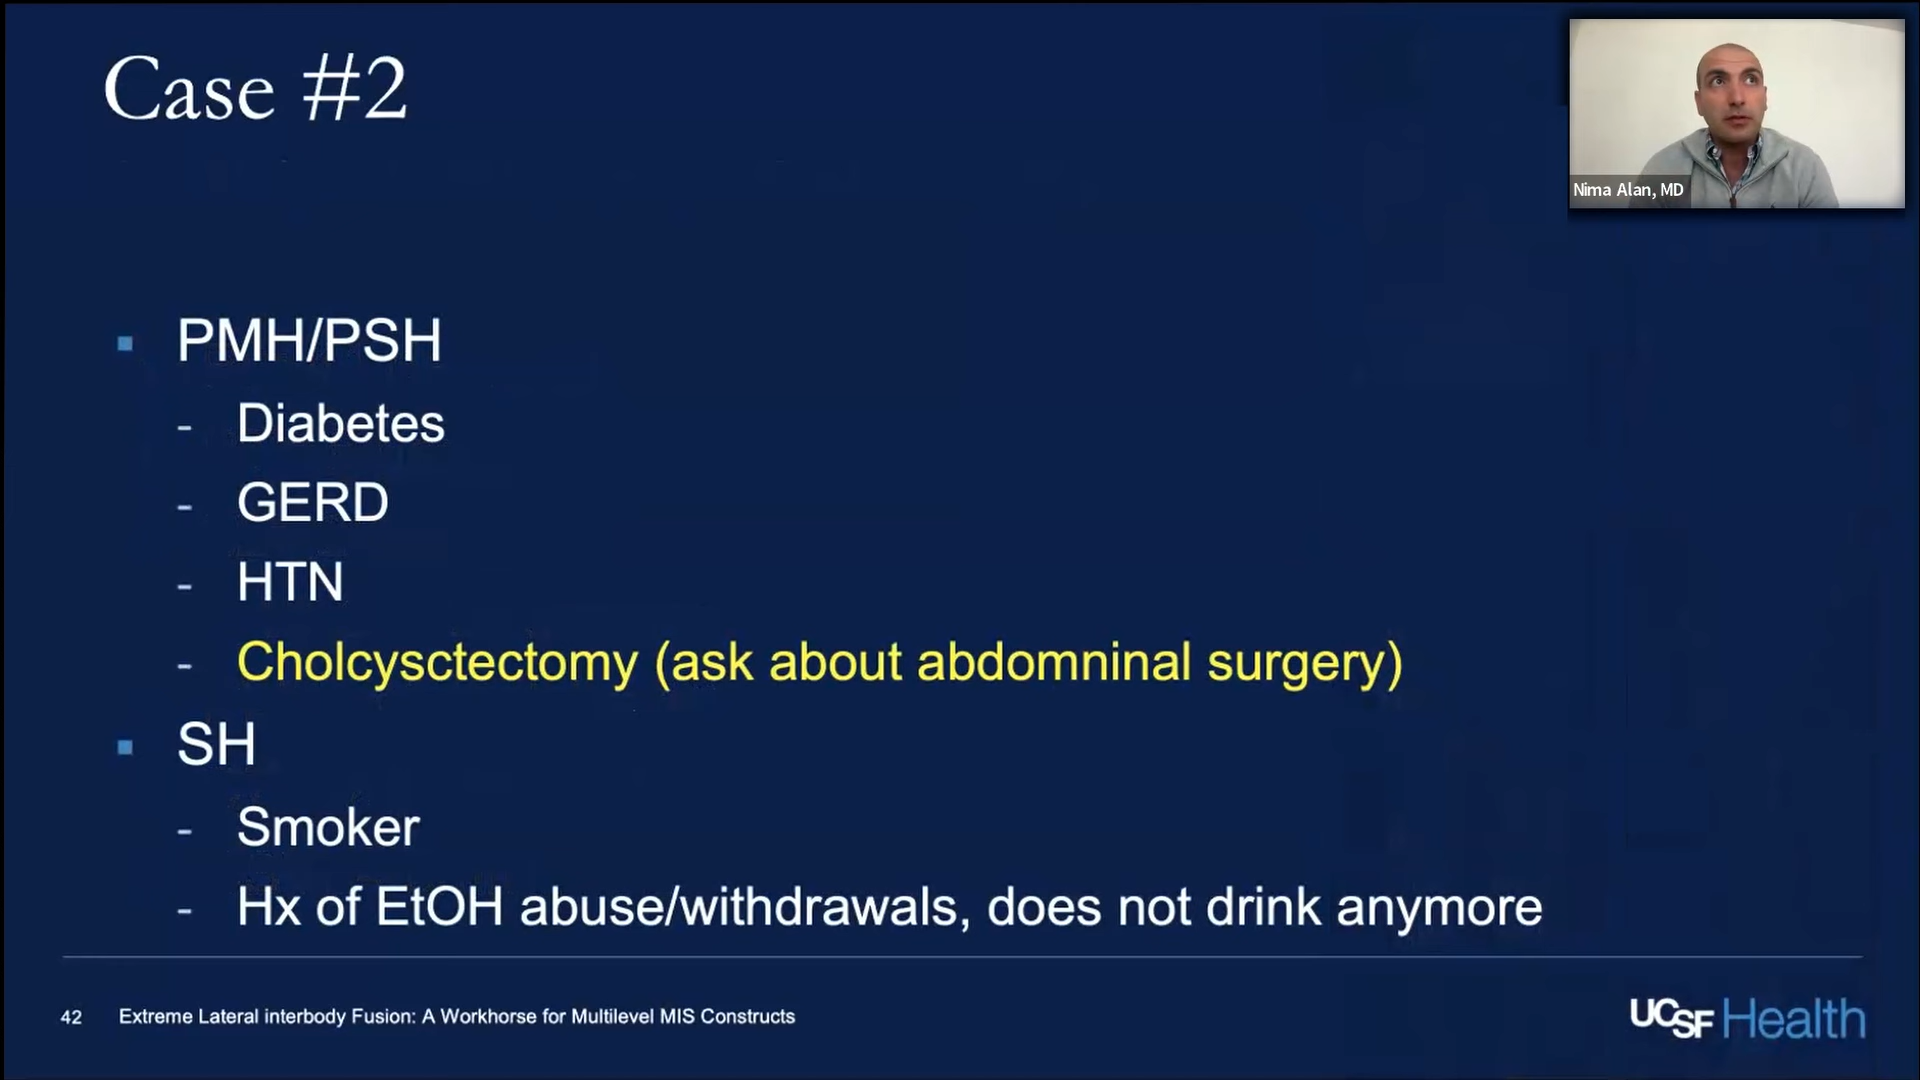 Case #2
Nima Alan, MD
PMH/PSH
- Diabetes
- GERD
- HTN
- Cholcysctectomy (ask about abdomninal surgery)
SH
- Smoker
- Hx of EtOH abuse/withdrawals, does not drink anymore
42 Extreme Lateral interbody Fusion: A Workhorse for Multilevel MIS Constructs
UCSF Health